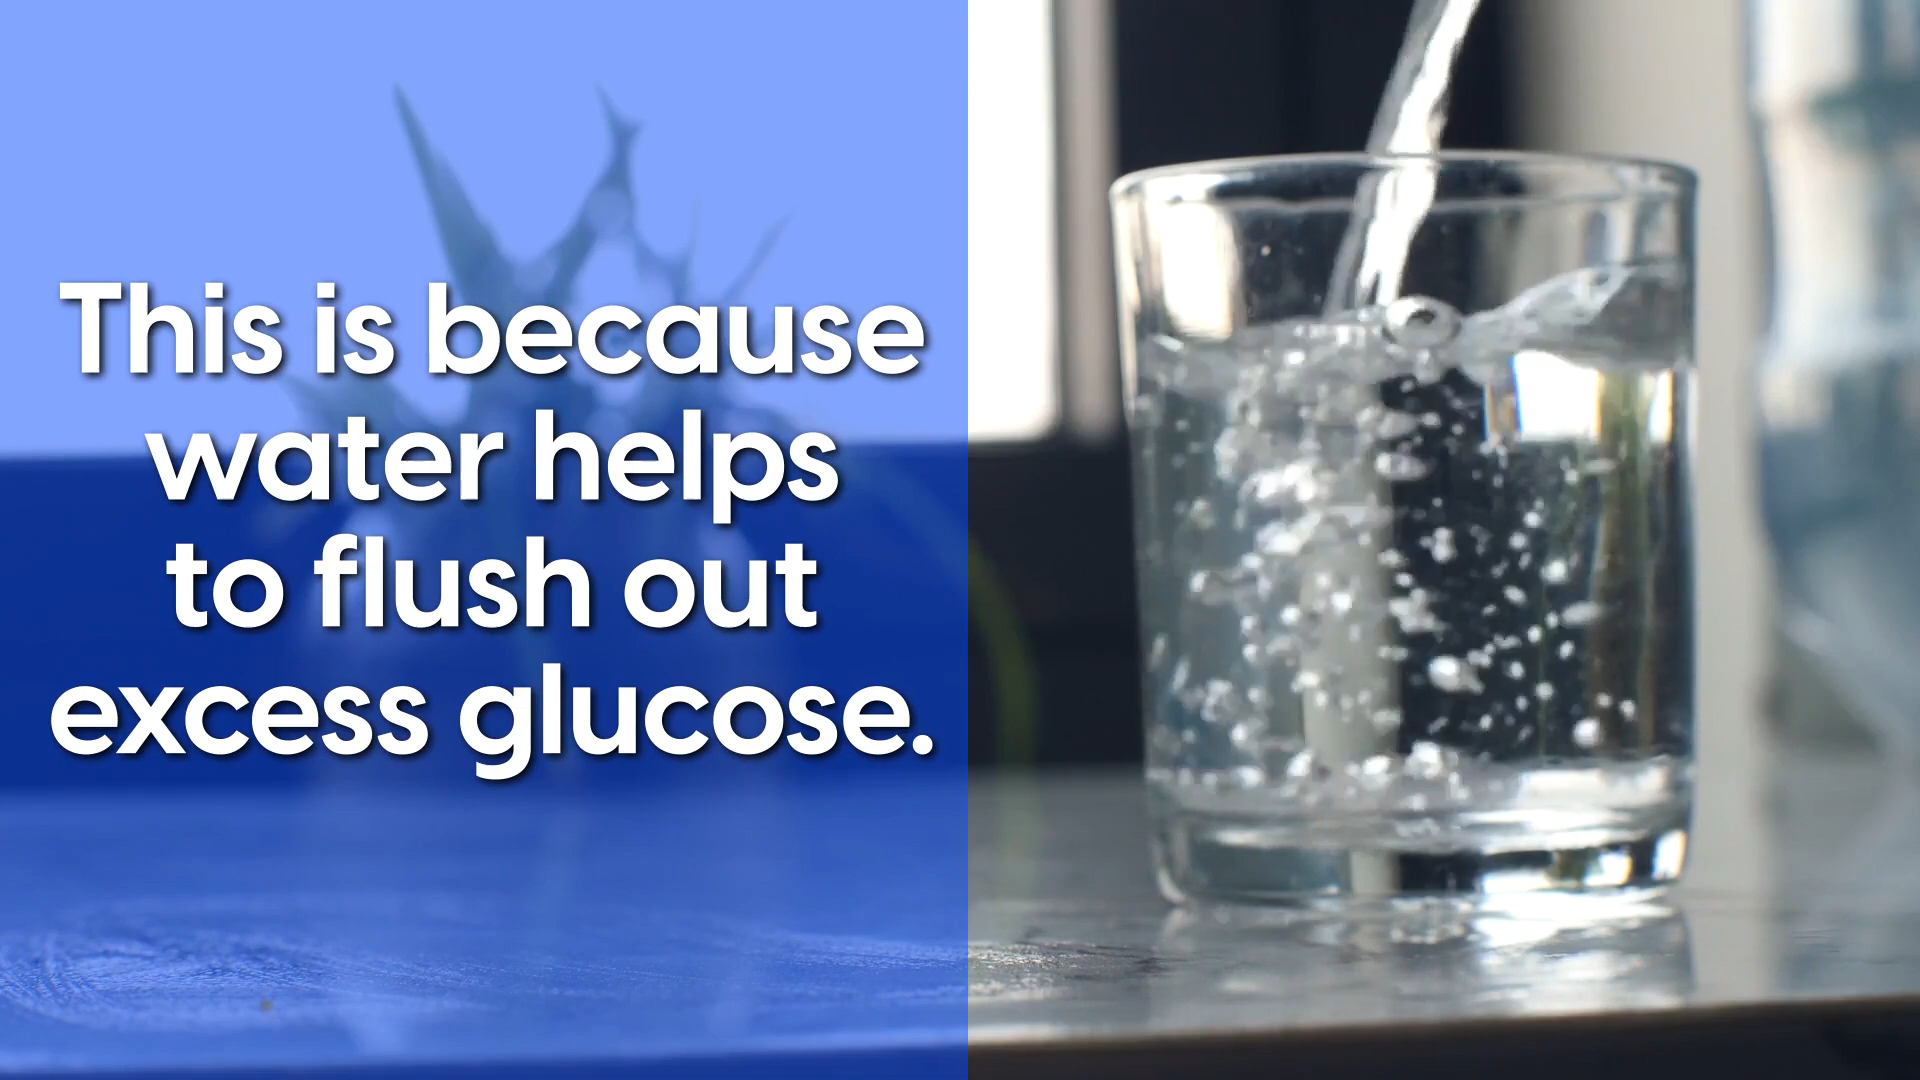 This is because
water helps
to flush out
excess glucose.